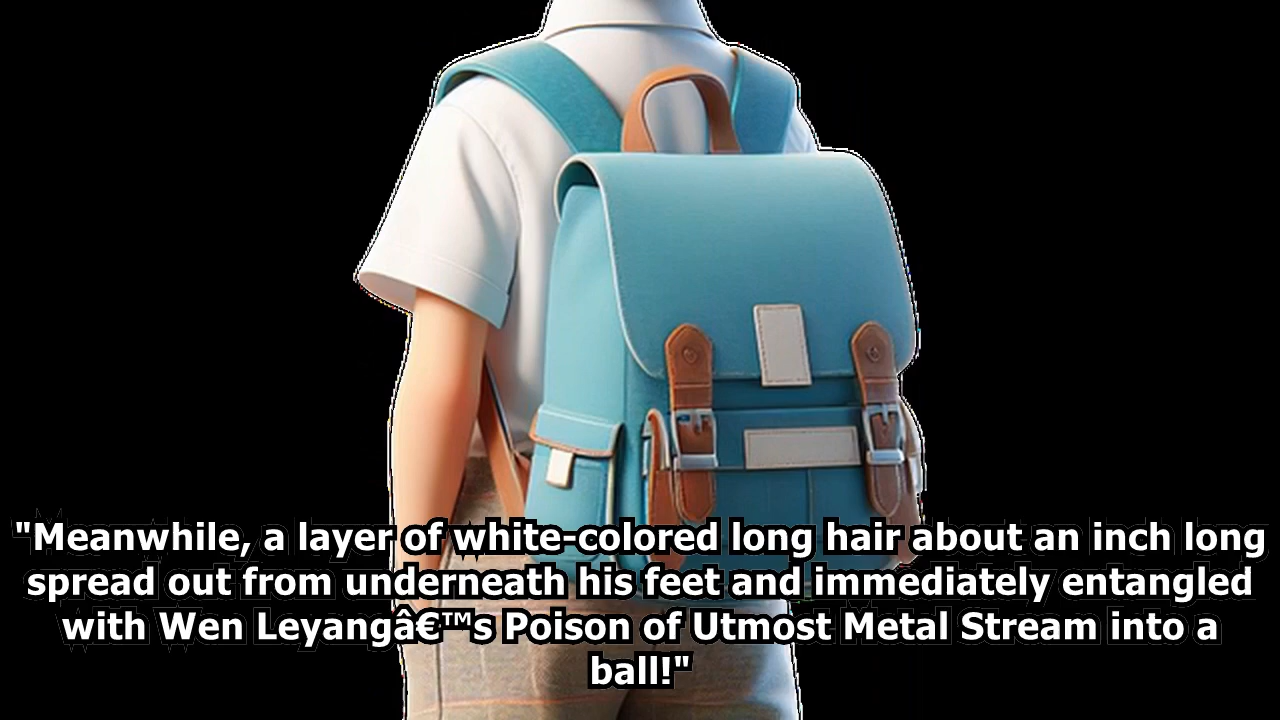 "Meanwhile, a layer of white-colored long hair about an inch long
spread out from underneath his feet and immediately entangled
with Wen Leyangâ€™s Poison of Utmost Metal Stream into a
ball!"